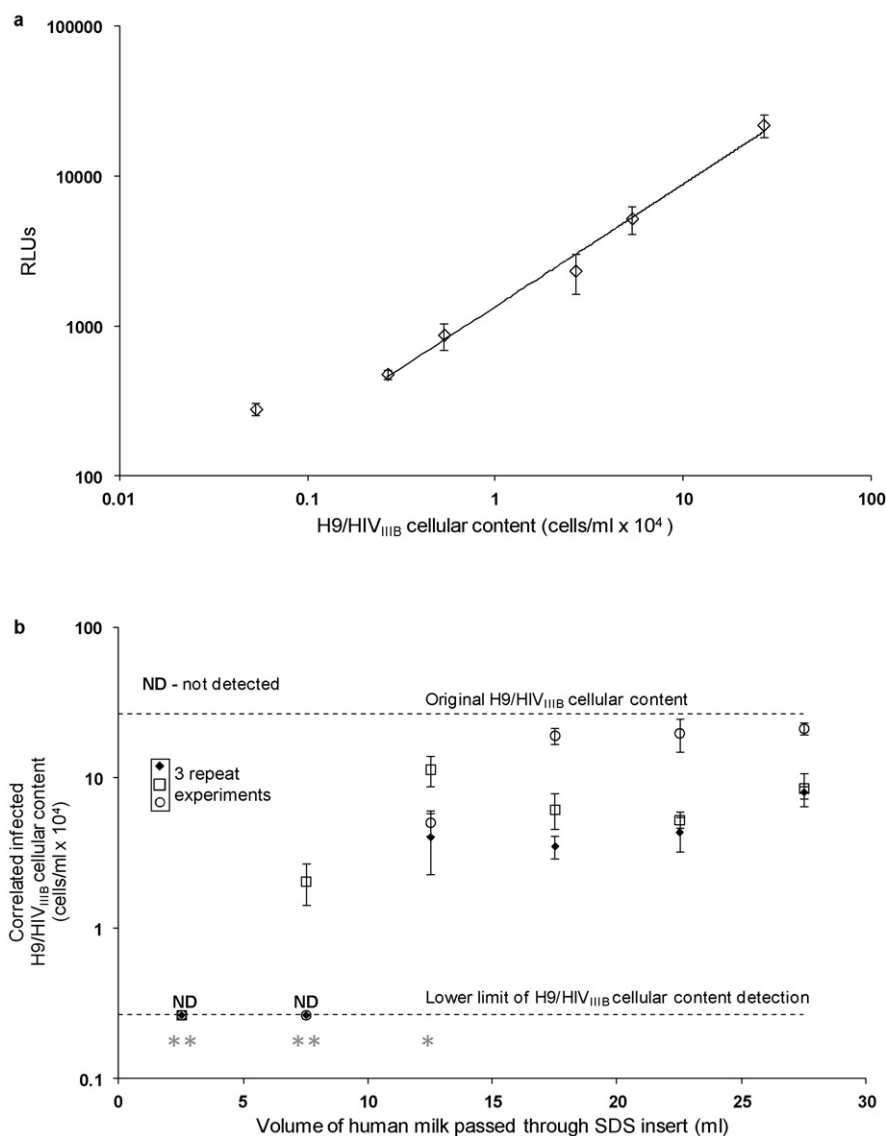 a
100000
10000
1000
100
RLUs
0.01 0.1 1 10 100
H9/HIVIIIB cellular content (cells/ml x 10⁴ )
b
100
10
1
0.1
Correlated infected
H9/HIVIIIB cellular content
(cells/ml x 10⁴)
ND - not detected
Original H9/HIVIIIB cellular content
3 repeat
experiments
ND ND
Lower limit of H9/HIVIIIB cellular content detection
** ** *
0 5 10 15 20 25 30
Volume of human milk passed through SDS insert (ml)